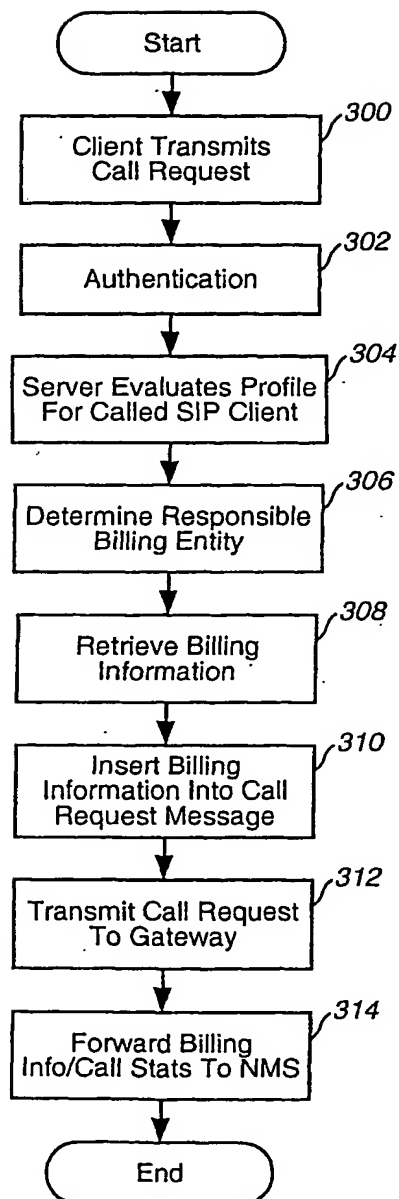 Start
300
Client Transmits
Call Request
302
Authentication
304
Server Evaluates Profile
For Called SIP Client
306
Determine Responsible
Billing Entity
308
Retrieve Billing
Information
310
Insert Billing
Information Into Call
Request Message
312
Transmit Call Request
To Gateway
314
Forward Billing
Info/Call Stats To NMS
End